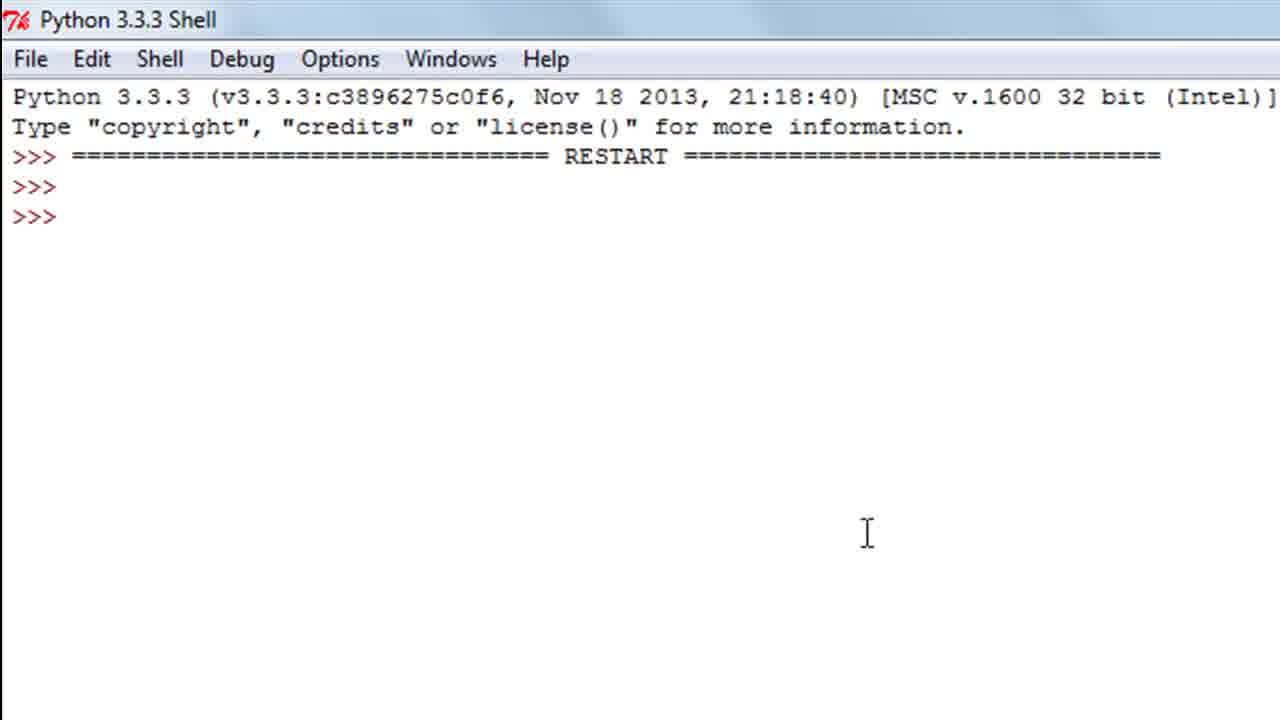 Python 3.3.3 Shell
File Edit Shell Debug Options Windows Help
Python 3.3.3 (v3.3.3:c3896275c0f6, Nov 18 2013, 21:18:40) [MSC v.1600 32 bit (Intel)]
Type "copyright", "credits" or "license()" for more information.
>>> ================================ RESTART ================================
>>>
>>>